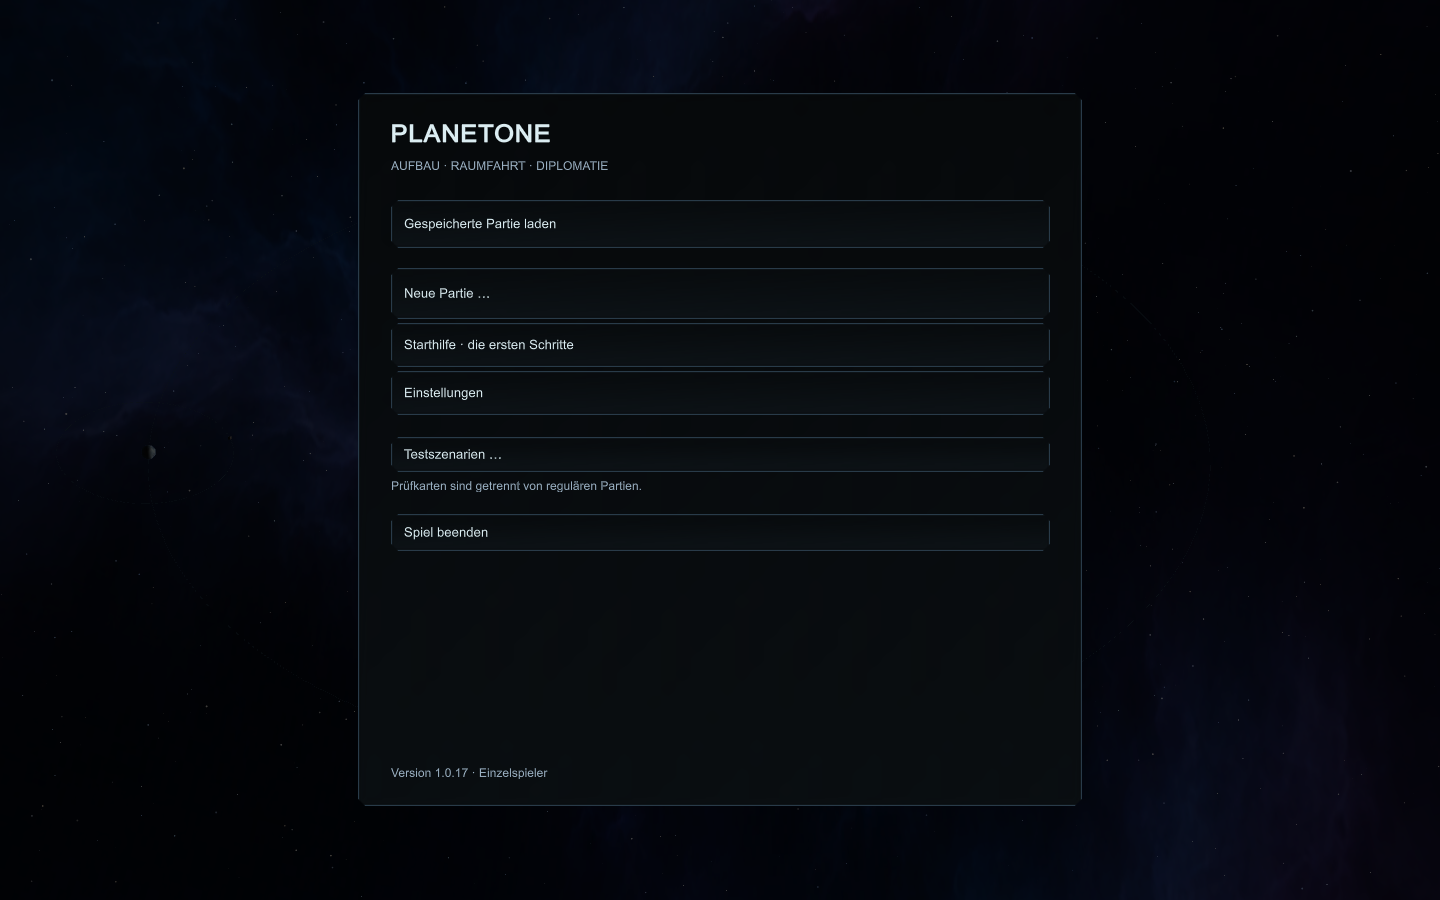 PLANETONE
AUFBAU · RAUMFAHRT · DIPLOMATIE
Gespeicherte Partie laden
Neue Partie …
Starthilfe · die ersten Schritte
Einstellungen
Testszenarien …
Prüfkarten sind getrennt von regulären Partien.
Spiel beenden
Version 1.0.17 · Einzelspieler